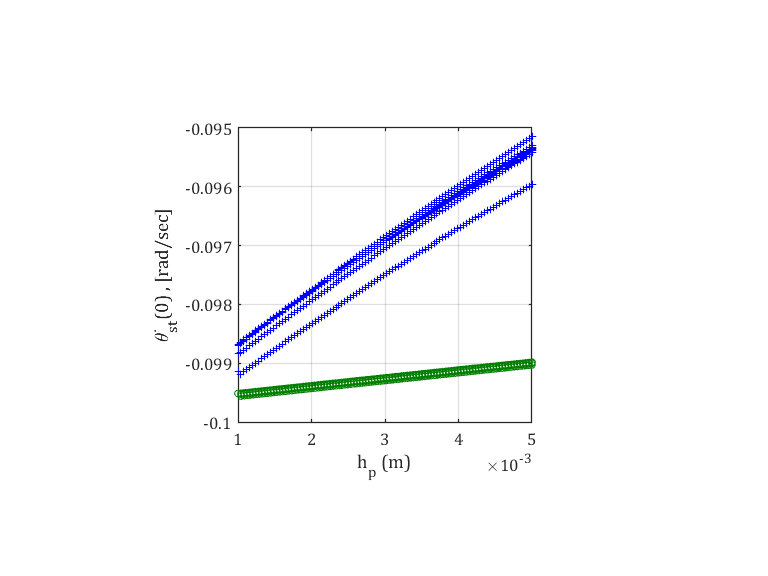 -0.095
-0.096
-0.097
-0.098
-0.099
-0.1
θ̇st(0) , [rad/sec]
1 2 3 4 5
hp (m)
×10-3